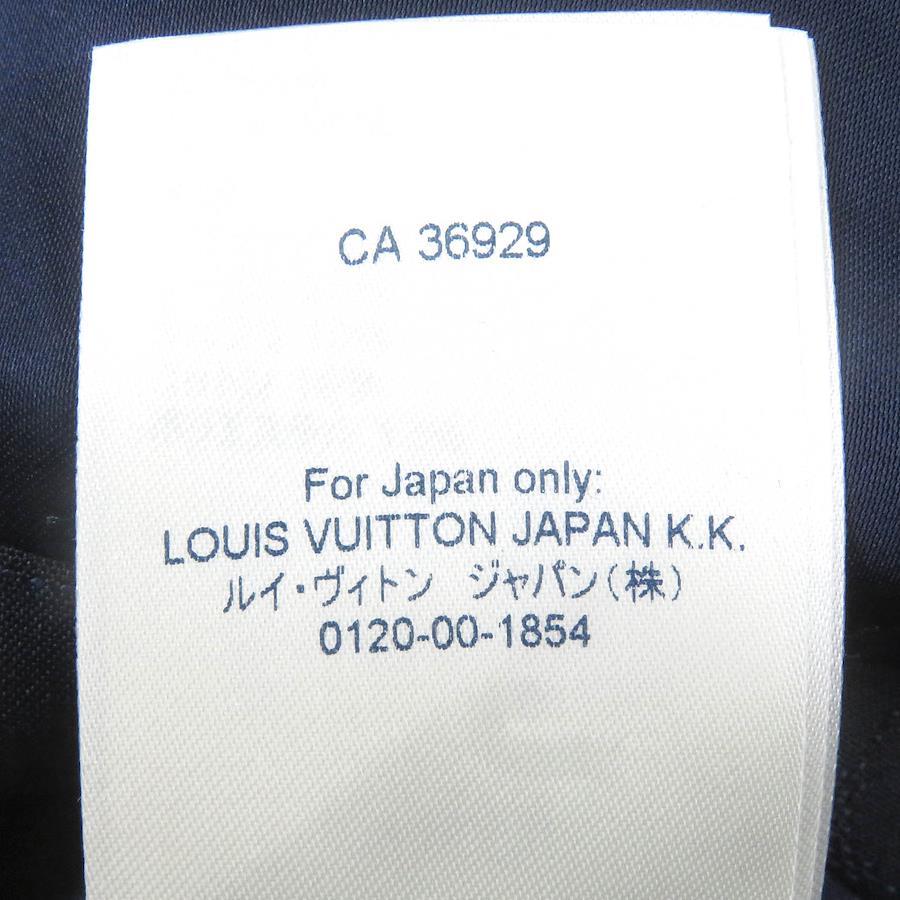 CA 36929
For Japan only:
LOUIS VUITTON JAPAN K.K.
ルイ・ヴィトン　ジャパン(株)
0120-00-1854